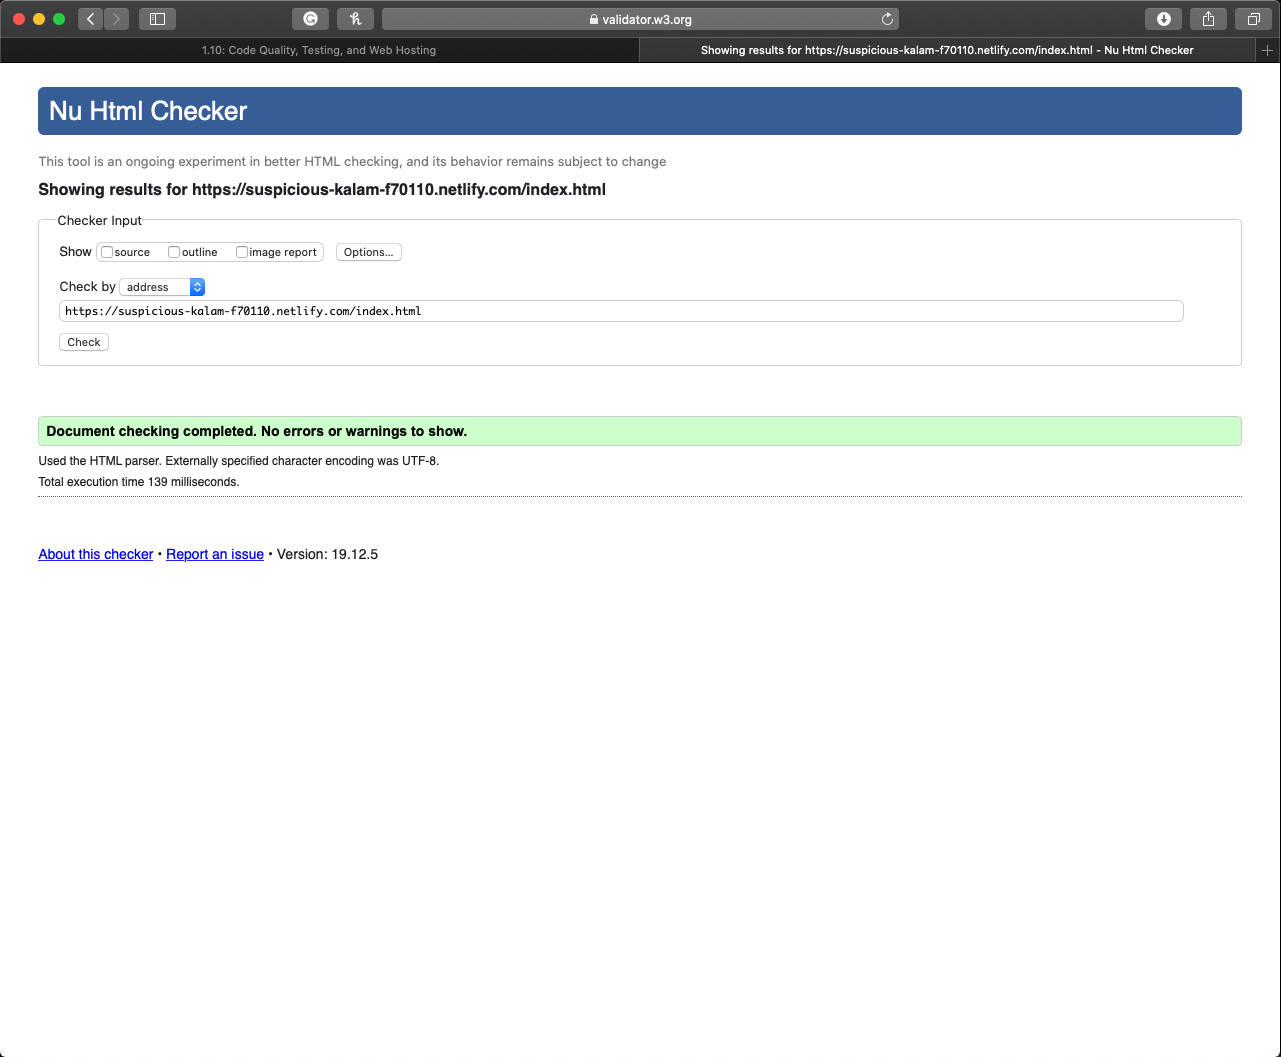 validator.w3.org
1.10: Code Quality, Testing, and Web Hosting
Showing results for https://suspicious-kalam-f70110.netlify.com/index.html - Nu Html Checker
Nu Html Checker
This tool is an ongoing experiment in better HTML checking, and its behavior remains subject to change
Showing results for https://suspicious-kalam-f70110.netlify.com/index.html
Checker Input
Show source outline image report Options...
Check by address
https://suspicious-kalam-f70110.netlify.com/index.html
Check
Document checking completed. No errors or warnings to show.
Used the HTML parser. Externally specified character encoding was UTF-8.
Total execution time 139 milliseconds.
About this checker • Report an issue • Version: 19.12.5